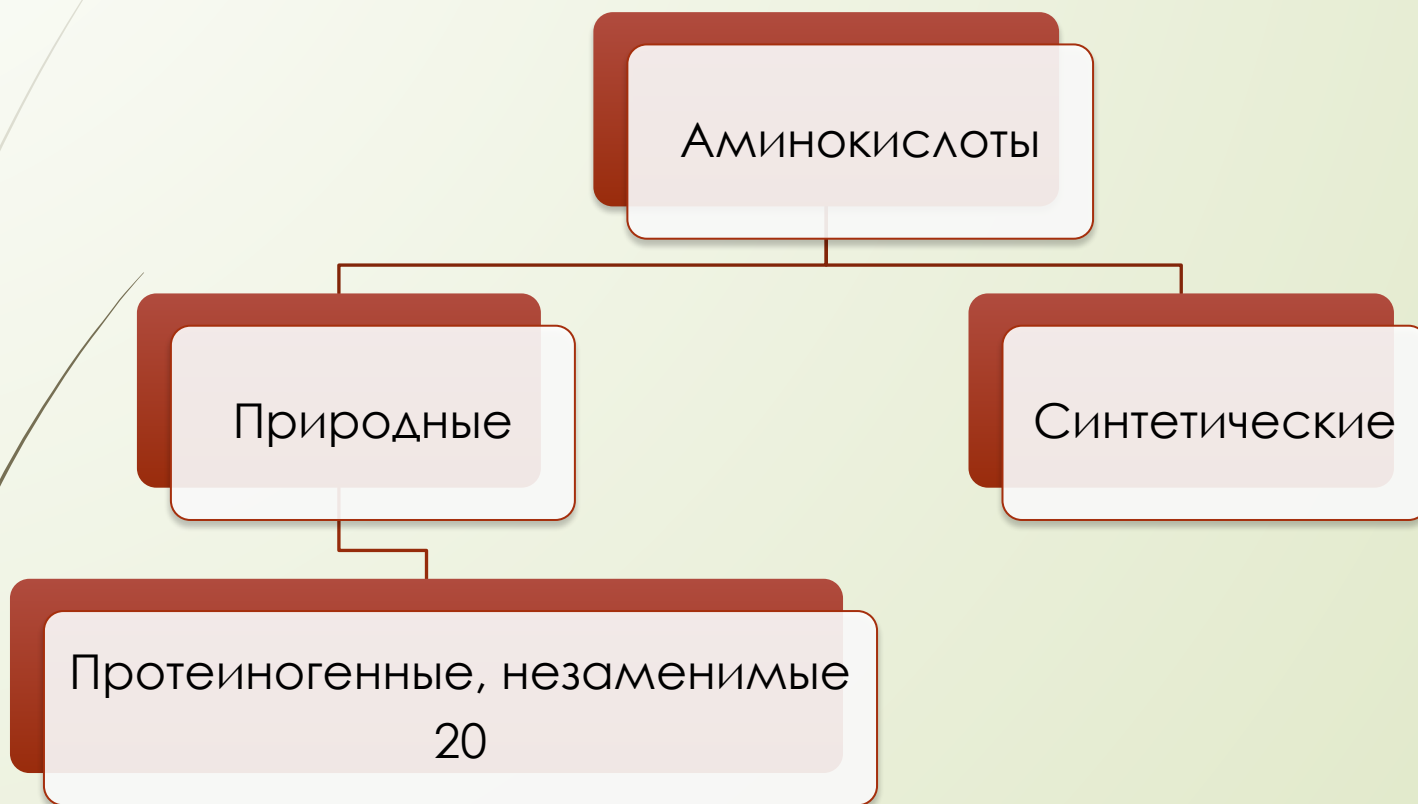 Аминокислоты
Природные
Синтетические
Протеиногенные, незаменимые
20